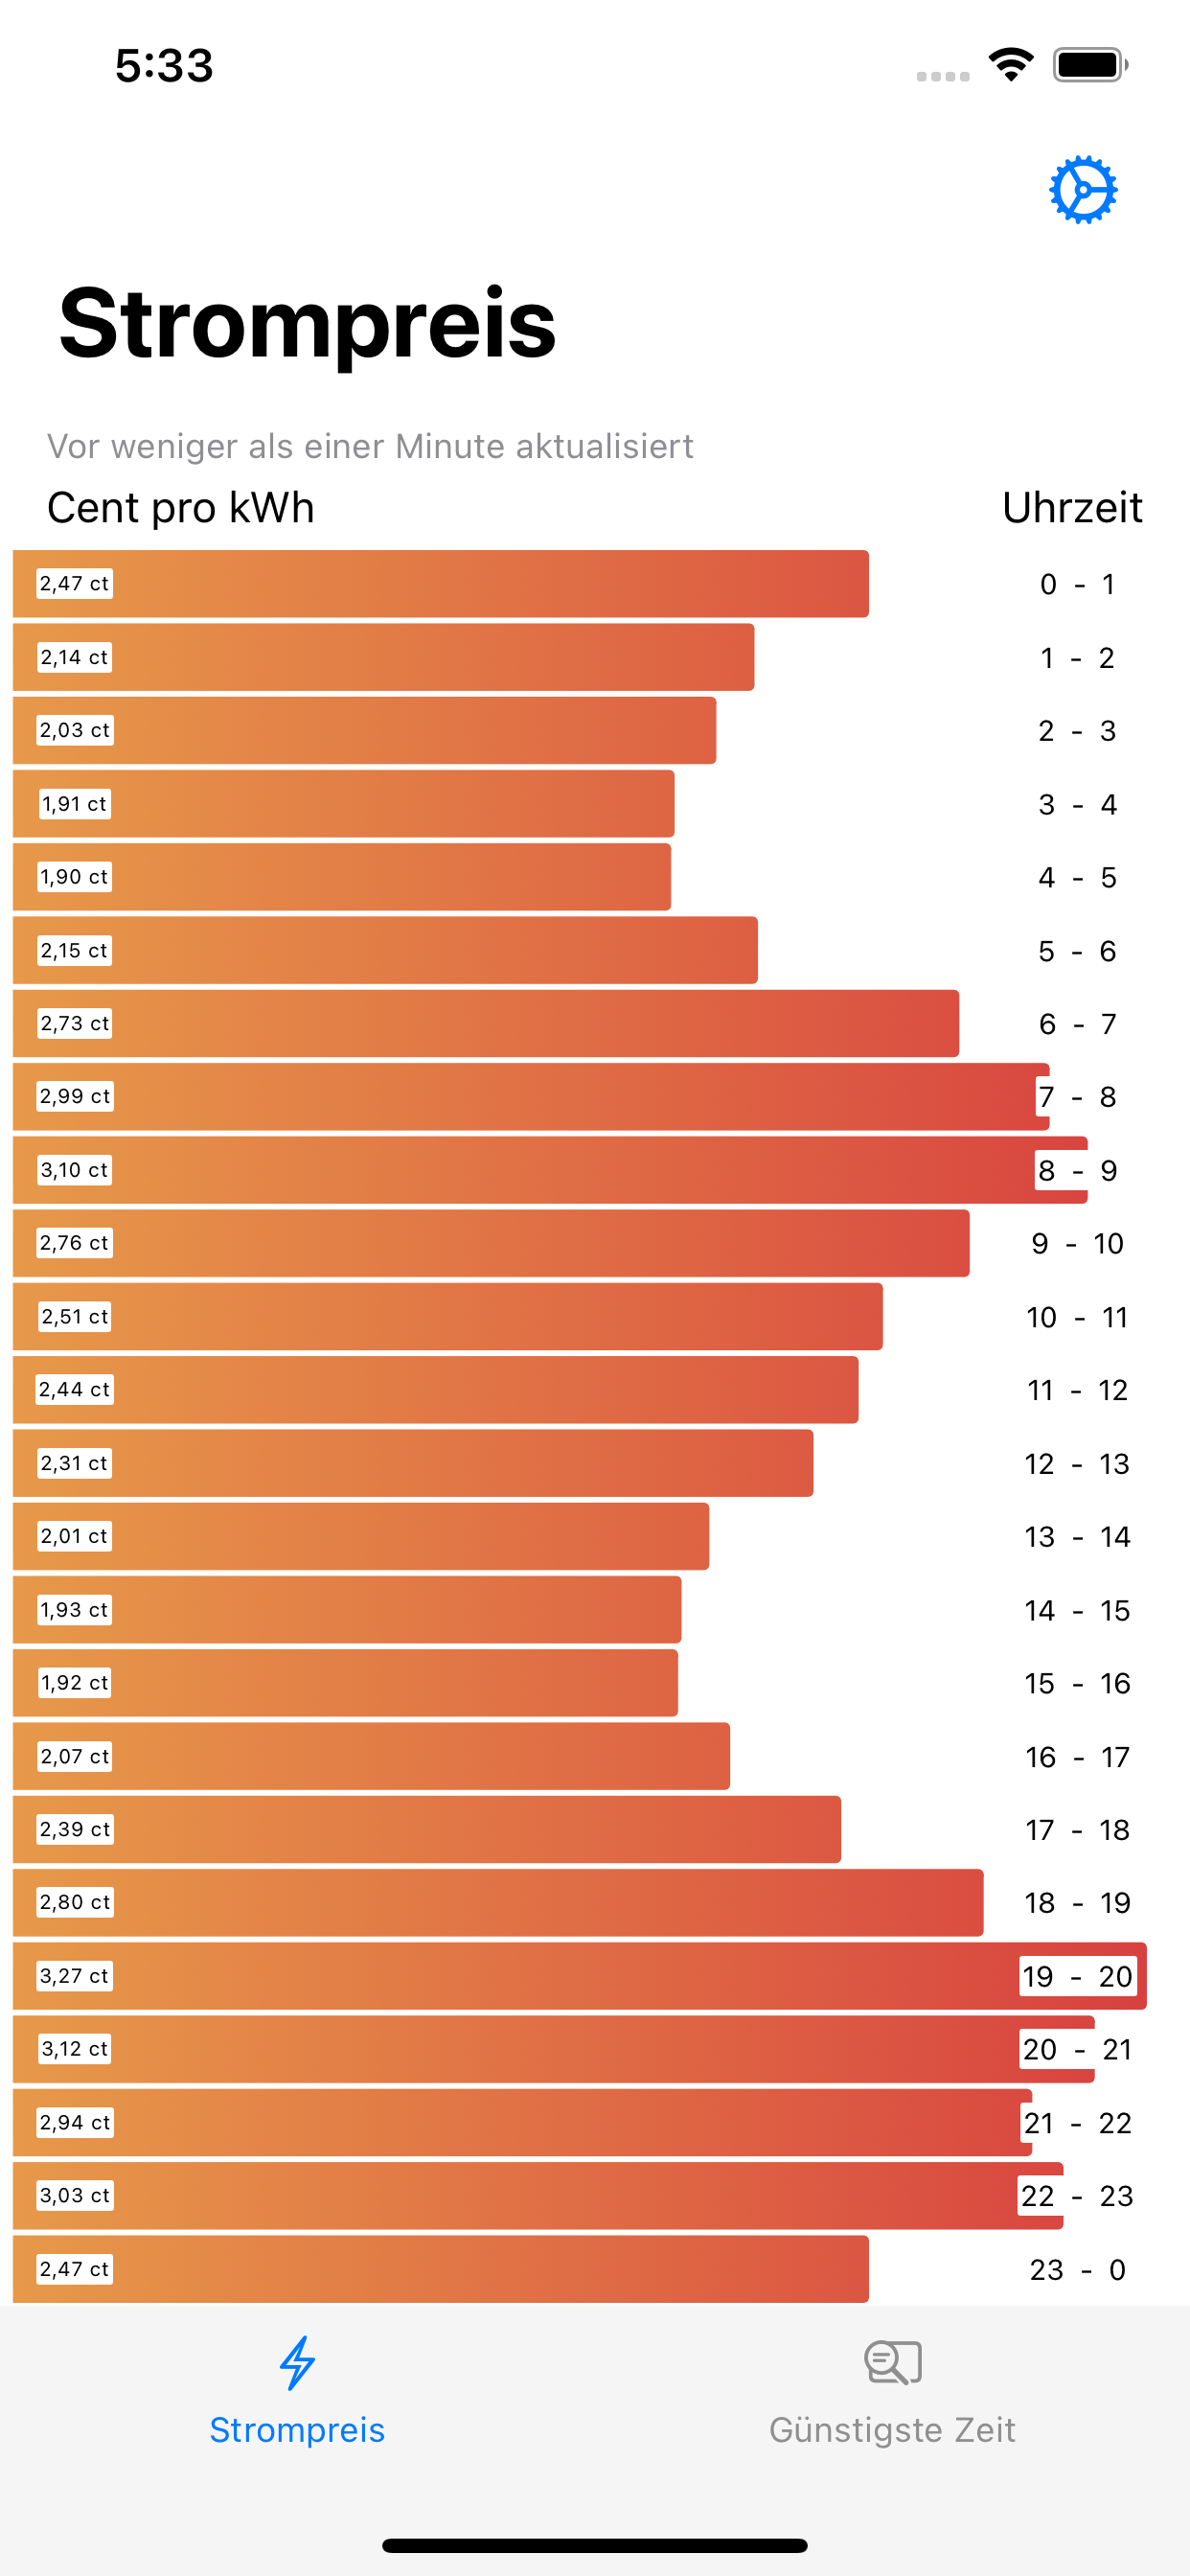 5:33
Strompreis
Vor weniger als einer Minute aktualisiert
Cent pro kWh Uhrzeit
2,47 ct 0 - 1
2,14 ct 1 - 2
2,03 ct 2 - 3
1,91 ct 3 - 4
1,90 ct 4 - 5
2,15 ct 5 - 6
2,73 ct 6 - 7
2,99 ct 7 - 8
3,10 ct 8 - 9
2,76 ct 9 - 10
2,51 ct 10 - 11
2,44 ct 11 - 12
2,31 ct 12 - 13
2,01 ct 13 - 14
1,93 ct 14 - 15
1,92 ct 15 - 16
2,07 ct 16 - 17
2,39 ct 17 - 18
2,80 ct 18 - 19
3,27 ct 19 - 20
3,12 ct 20 - 21
2,94 ct 21 - 22
3,03 ct 22 - 23
2,47 ct 23 - 0
Strompreis Günstigste Zeit